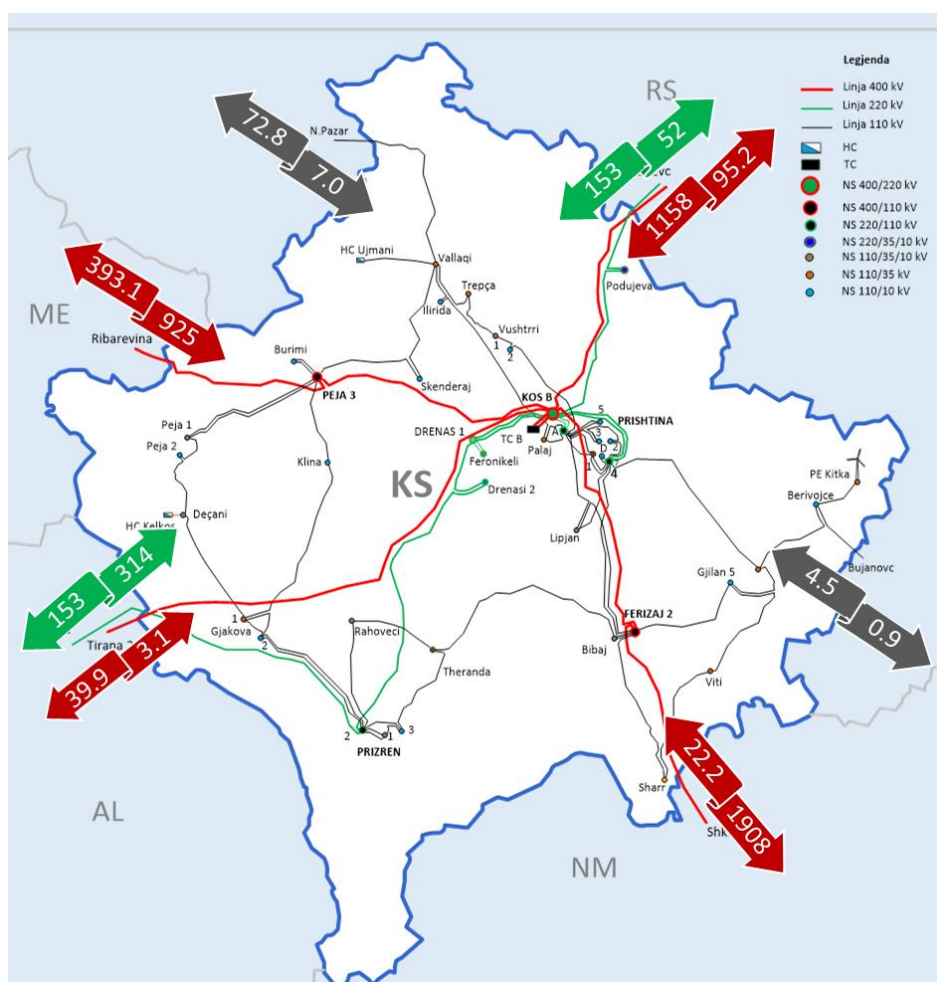 Legjenda
Linja 400 kV
Linja 220 kV
Linja 110 kV
HC
TC
NS 400/220 kV
NS 400/110 kV
NS 220/110 kV
NS 220/35/10 kV
NS 110/35/10 kV
NS 110/35 kV
NS 110/10 kV
RS
72.8
7.0
N.Pazar
153
52
1158
95.2
HC Ujmani
Vallaqi
Trepça
Ilirida
Podujeva
393.1
925
ME
Ribarevina
Vushtrri
1
2
Burimi
PEJA 3
Skenderaj
KOS B
DRENAS 1
TC B
Palaj
A
5
PRISHTINA
3
2
D
1
4
Peja 1
Peja 2
Klina
KS
Feronikeli
Drenasi 2
PE Kitka
Berivojce
HC Kelkos
Deçani
Lipjan
Bujanovc
Gjilan 5
153
314
4.5
0.9
1
Gjakova
2
Rahoveci
FERIZAJ 2
Bibaj
Tirana
39.9
3.1
Theranda
Viti
2
1
3
PRIZREN
22.2
1908
Sharr
AL
NM